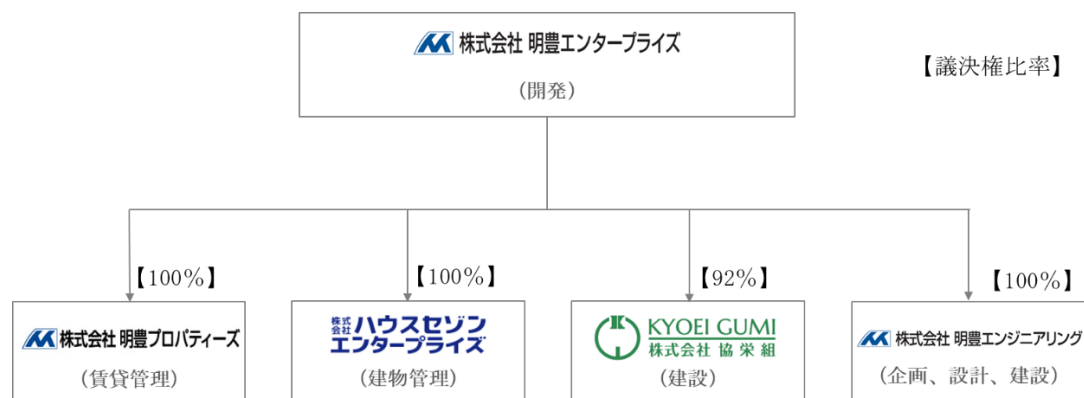 株式会社 明豊エンタープライズ
（開発）
【議決権比率】
【100％】
【100％】
【92％】
【100％】
株式会社 明豊プロパティーズ
（賃貸管理）
株式会社 ハウスセゾン
エンタープライズ
（建物管理）
KYOEI GUMI
株式会社 協栄組
（建設）
株式会社 明豊エンジニアリング
（企画、設計、建設）